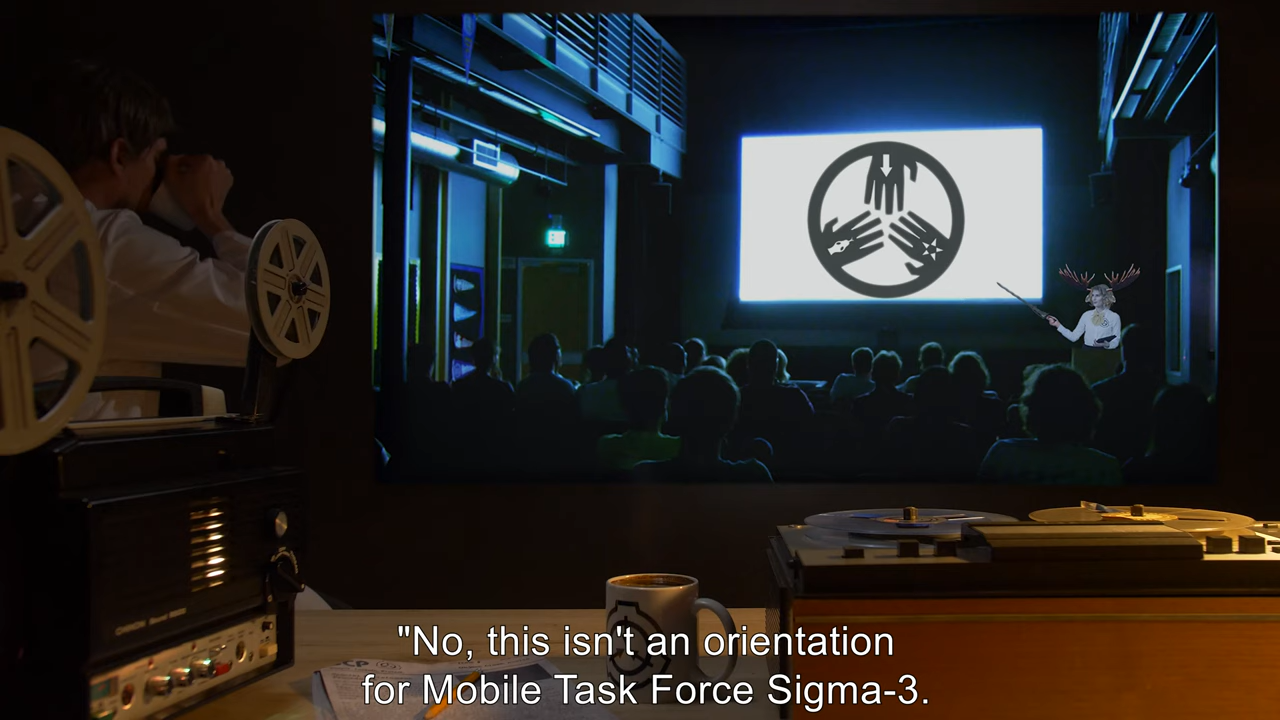 "No, this isn't an orientation
for Mobile Task Force Sigma-3.